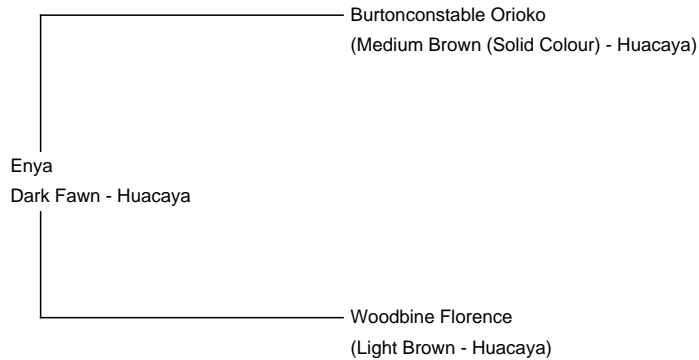 Burtonconstable Orioko
(Medium Brown (Solid Colour) - Huacaya)
Enya
Dark Fawn - Huacaya
Woodbine Florence
(Light Brown - Huacaya)